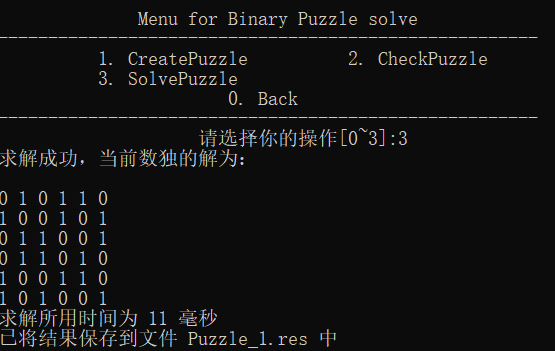 Menu for Binary Puzzle solve
-------------------------------------------------------
1. CreatePuzzle 2. CheckPuzzle
3. SolvePuzzle
0. Back
-------------------------------------------------------
请选择你的操作[0~3]:3
求解成功，当前数独的解为：
0 1 0 1 1 0
1 0 0 1 0 1
0 1 1 0 0 1
0 1 1 0 1 0
1 0 0 1 1 0
1 0 1 0 0 1
求解所用时间为 11 毫秒
已将结果保存到文件 Puzzle_1.res 中